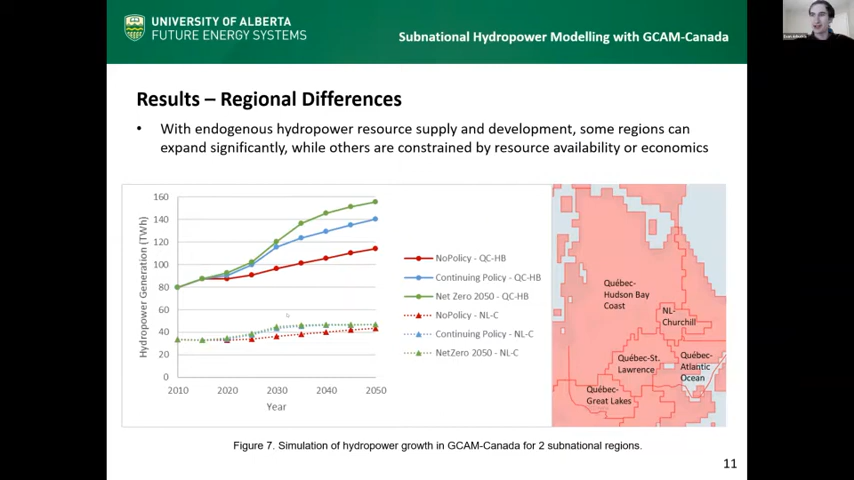 UNIVERSITY OF ALBERTA
FUTURE ENERGY SYSTEMS
Subnational Hydropower Modelling with GCAM-Canada
Results – Regional Differences
• With endogenous hydropower resource supply and development, some regions can
expand significantly, while others are constrained by resource availability or economics
Hydropower Generation (TWh)
160
140
120
100
80
60
40
20
0
2010 2020 2030 2040 2050
Year
NoPolicy - QC-HB
Continuing Policy - QC-HB
Net Zero 2050 - QC-HB
NoPolicy - NL-C
Continuing Policy - NL-C
NetZero 2050 - NL-C
Québec-
Hudson Bay
Coast
NL-
Churchill
Québec-St.
Lawrence
Québec-
Atlantic
Ocean
Québec-
Great Lakes
Figure 7. Simulation of hydropower growth in GCAM-Canada for 2 subnational regions.
11